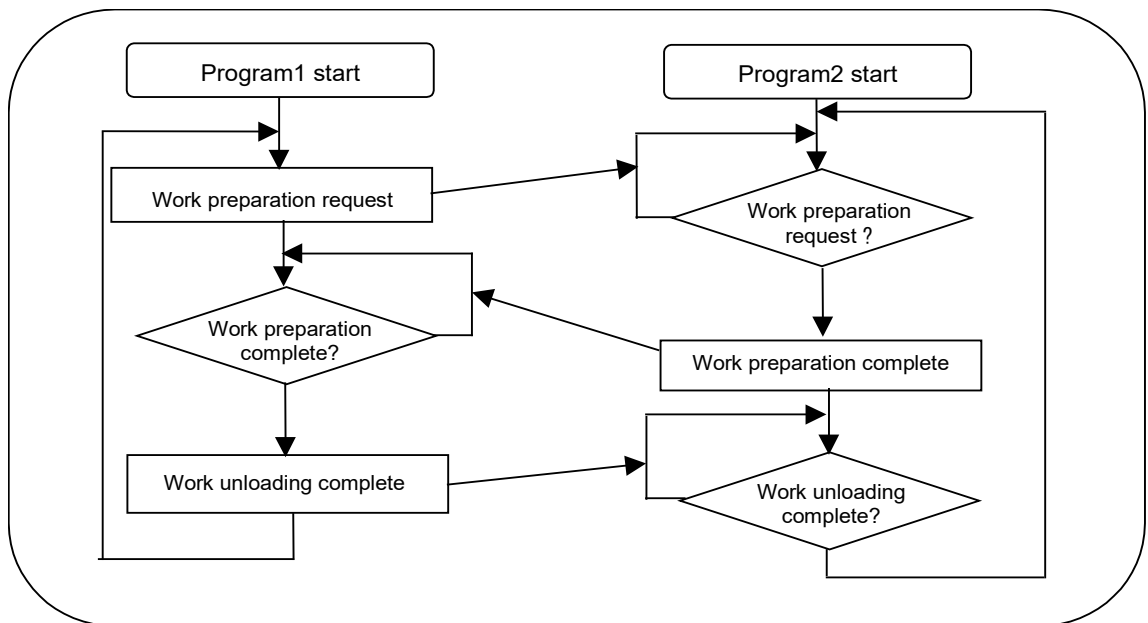 Program1 start
Work preparation request
Work preparation
complete?
Work unloading complete
Program2 start
Work preparation
request ?
Work preparation complete
Work unloading
complete?